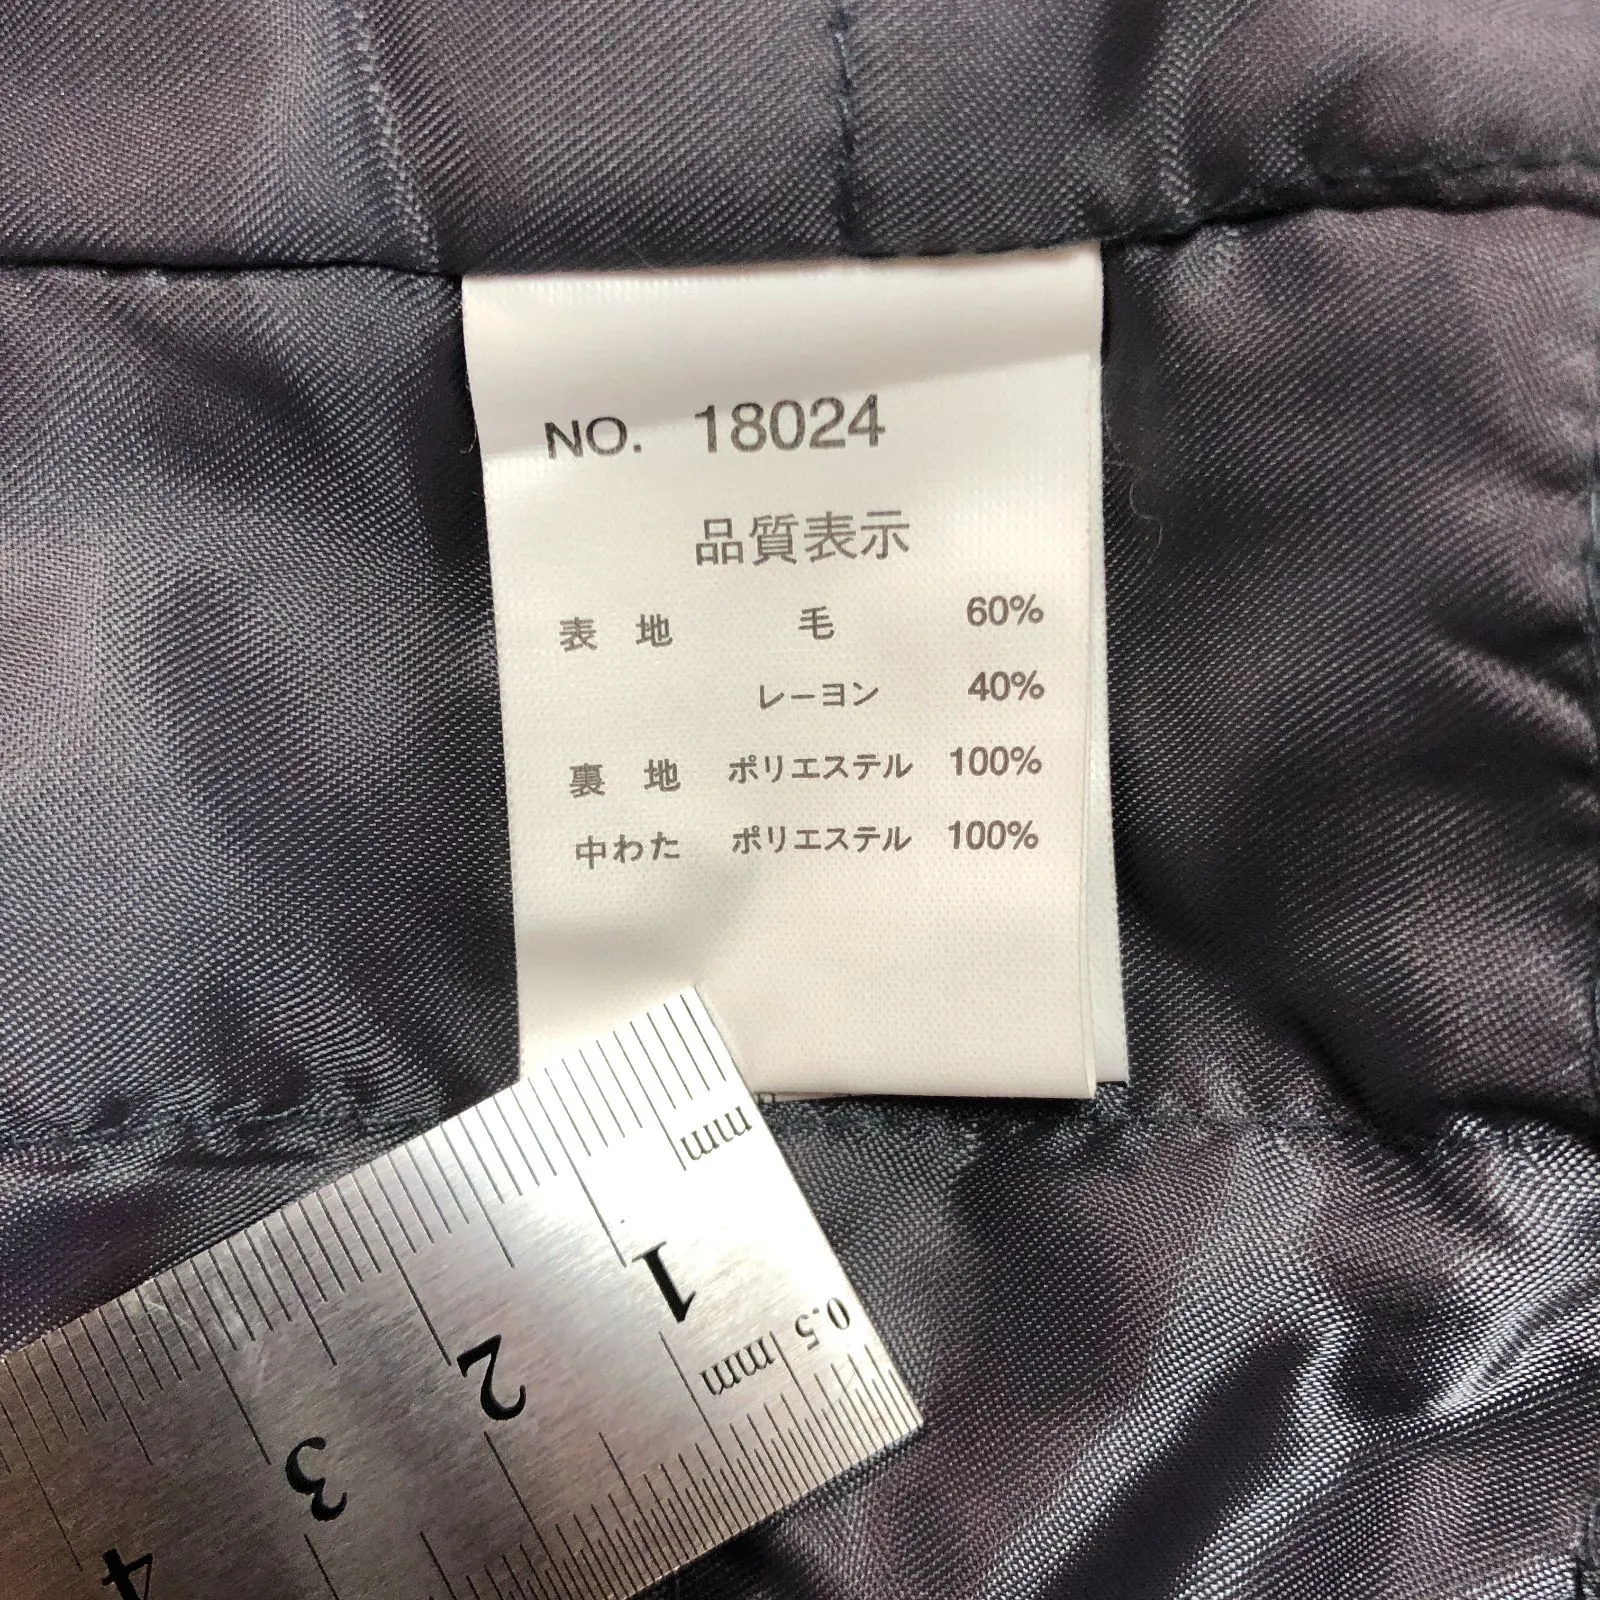 NO. 18024
品質表示
表 地 毛 60%
レーヨン 40%
裏 地 ポリエステル 100%
中わた ポリエステル 100%
mm
1
2
3
4
0.5
mm